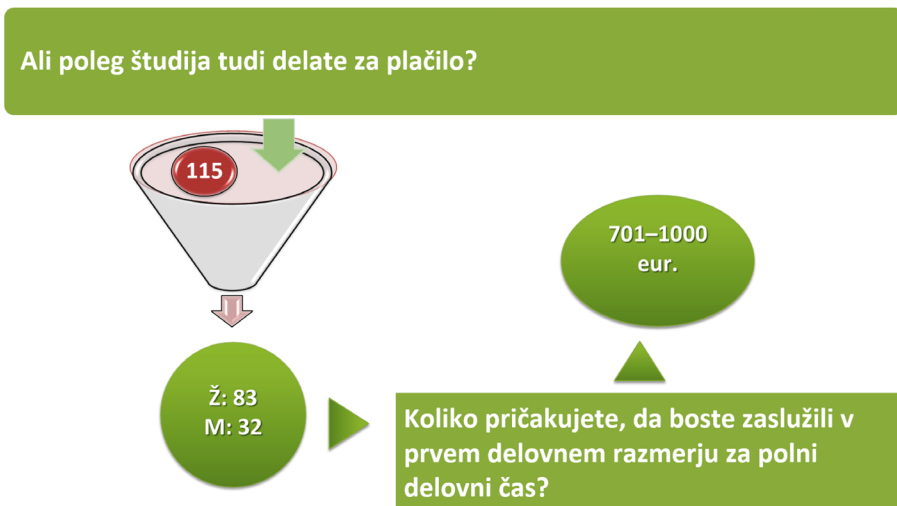 Ali poleg študija tudi delate za plačilo?
115
701–1000
eur.
Ž: 83
M: 32
Koliko pričakujete, da boste zaslužili v
prvem delovnem razmerju za polni
delovni čas?